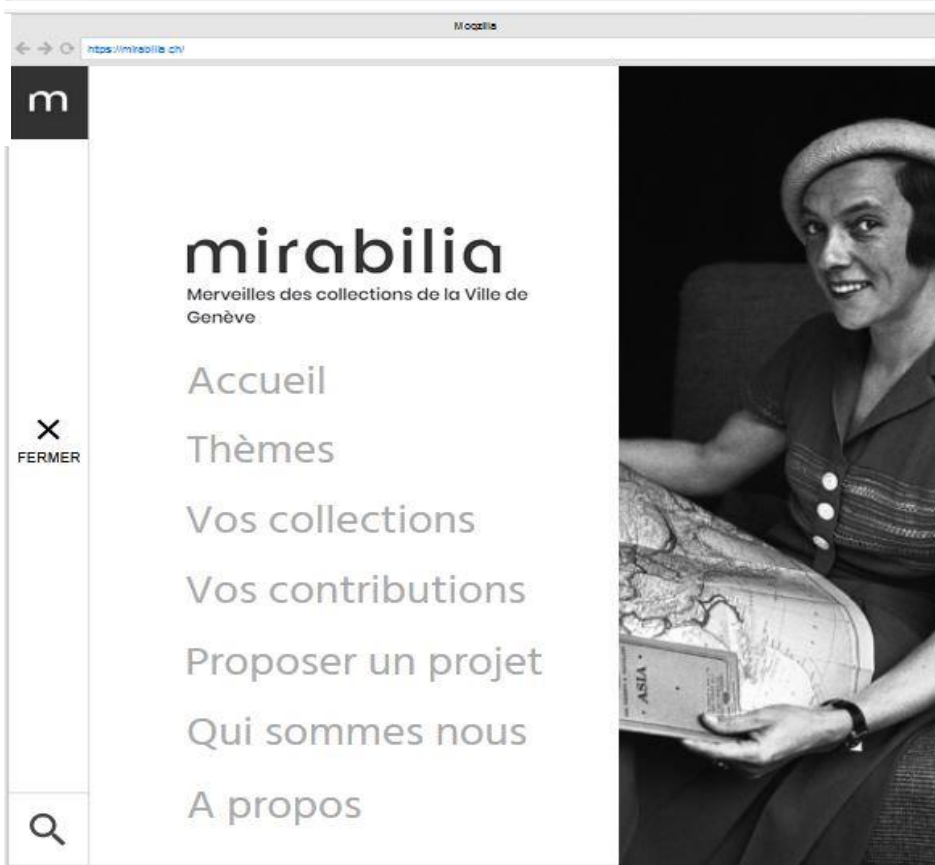 Moqzilla
https://mirabilia.ch/
m
mirabilia
Merveilles des collections de la Ville de
Genève
Accueil
Thèmes
FERMER
Vos collections
Vos contributions
Proposer un projet
Qui sommes nous
A propos
ASIA